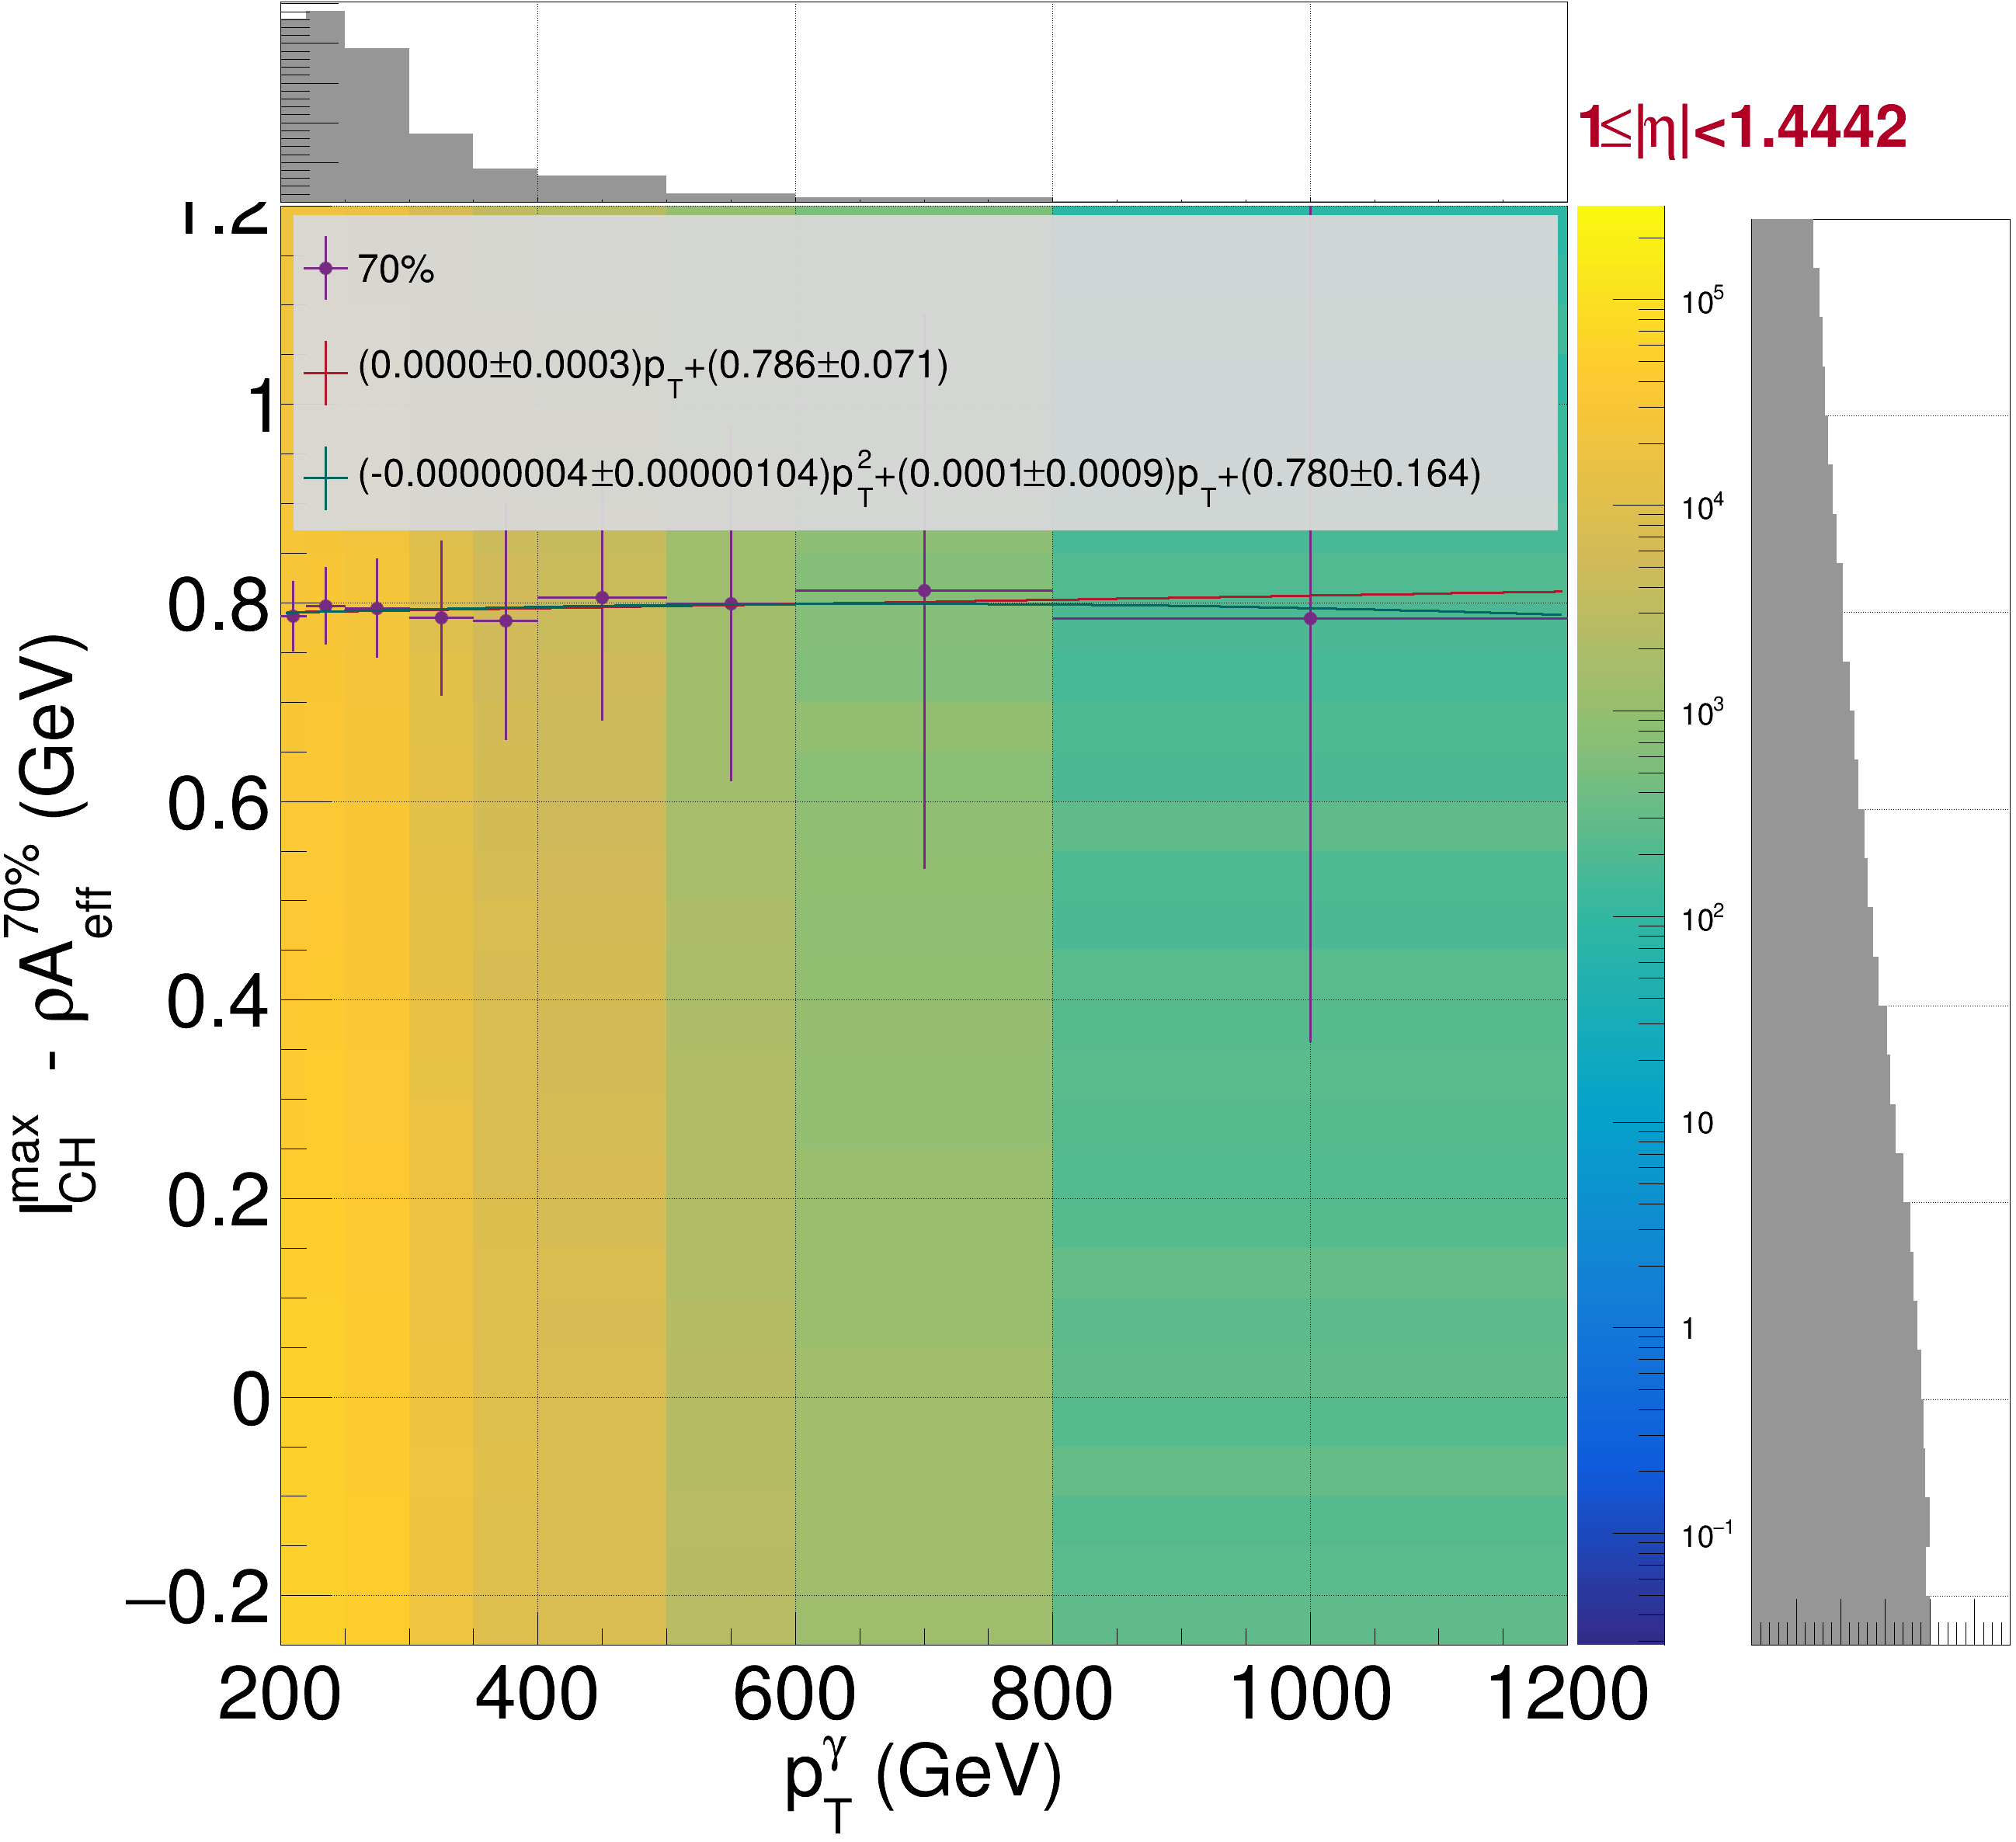 1≤|η|<1.4442
70%
(0.0000±0.0003)p_T+(0.786±0.071)
(-0.00000004±0.00000104)p_T^2+(0.0001±0.0009)p_T+(0.780±0.164)
1.2
1
0.8
0.6
0.4
0.2
0
−0.2
I_CH^max - ρA_eff^70% (GeV)
200 400 600 800 1000 1200
p_T^γ (GeV)
10^5
10^4
10^3
10^2
10
1
10^−1